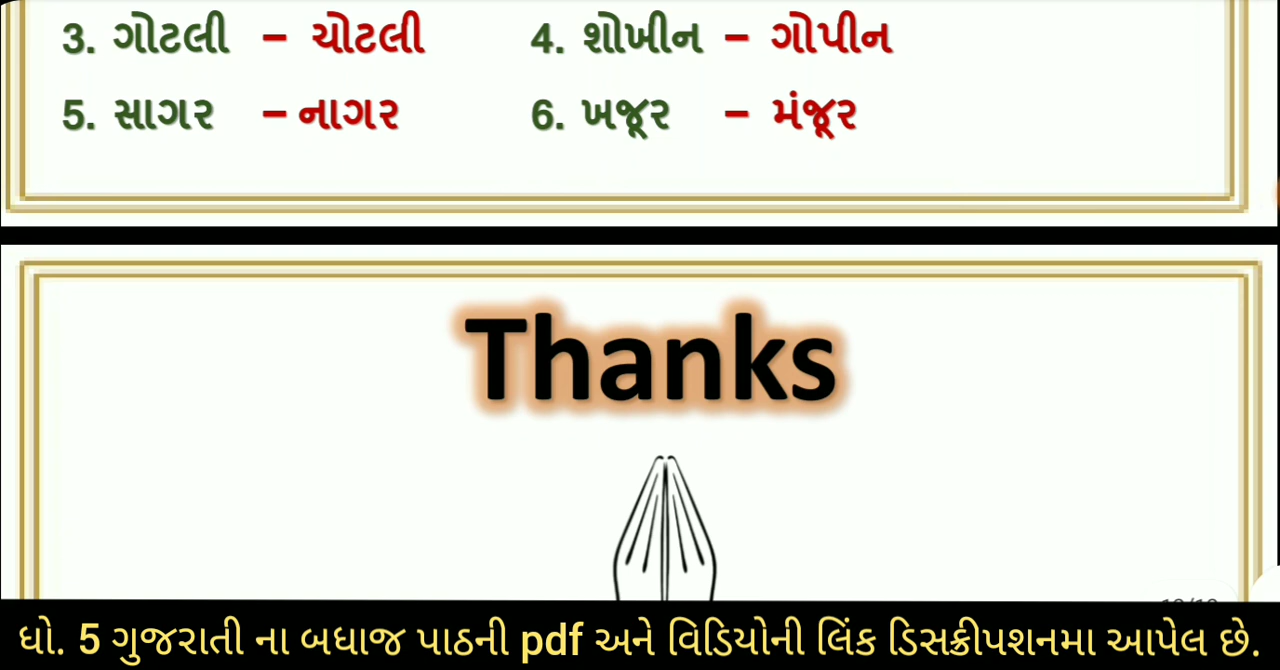 3. ગોટલી – ચોટલી 4. શોખીન – ગોપીન
5. સાગર – નાગર 6. ખજૂર – મંજૂર
Thanks
ધો. 5 ગુજરાતી ના બધાજ પાઠની pdf અને વિડિયોની લિંક ડિસક્રીપશનમા આપેલ છે.